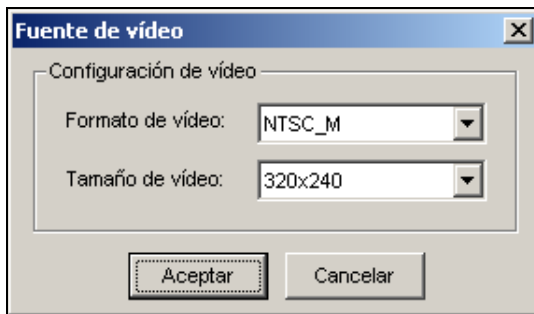 Fuente de vídeo
Configuración de vídeo
Formato de vídeo: NTSC_M
Tamaño de vídeo: 320x240
Aceptar Cancelar